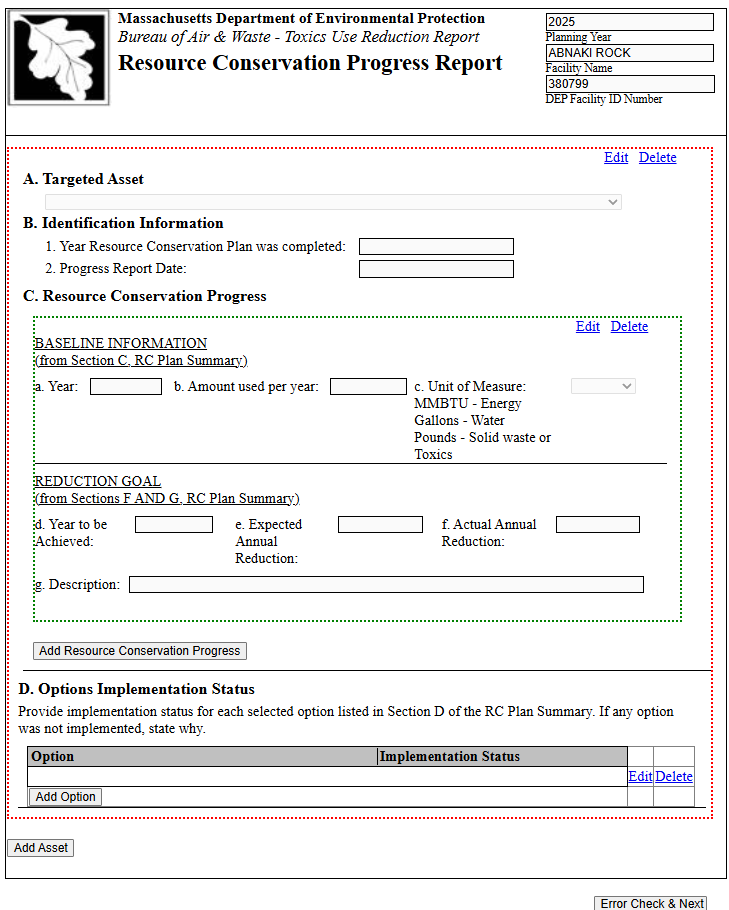 Massachusetts Department of Environmental Protection
Bureau of Air & Waste - Toxics Use Reduction Report
Resource Conservation Progress Report
2025
Planning Year
ABNAKI ROCK
Facility Name
380799
DEP Facility ID Number
Edit Delete
A. Targeted Asset
B. Identification Information
1. Year Resource Conservation Plan was completed:
2. Progress Report Date:
C. Resource Conservation Progress
Edit Delete
BASELINE INFORMATION
(from Section C, RC Plan Summary)
a. Year:
b. Amount used per year:
c. Unit of Measure:
MMBTU - Energy
Gallons - Water
Pounds - Solid waste or
Toxics
REDUCTION GOAL
(from Sections F AND G, RC Plan Summary)
d. Year to be
Achieved:
e. Expected
Annual
Reduction:
f. Actual Annual
Reduction:
g. Description:
Add Resource Conservation Progress
D. Options Implementation Status
Provide implementation status for each selected option listed in Section D of the RC Plan Summary. If any option
was not implemented, state why.
Option Implementation Status
Edit Delete
Add Option
Add Asset
Error Check & Next